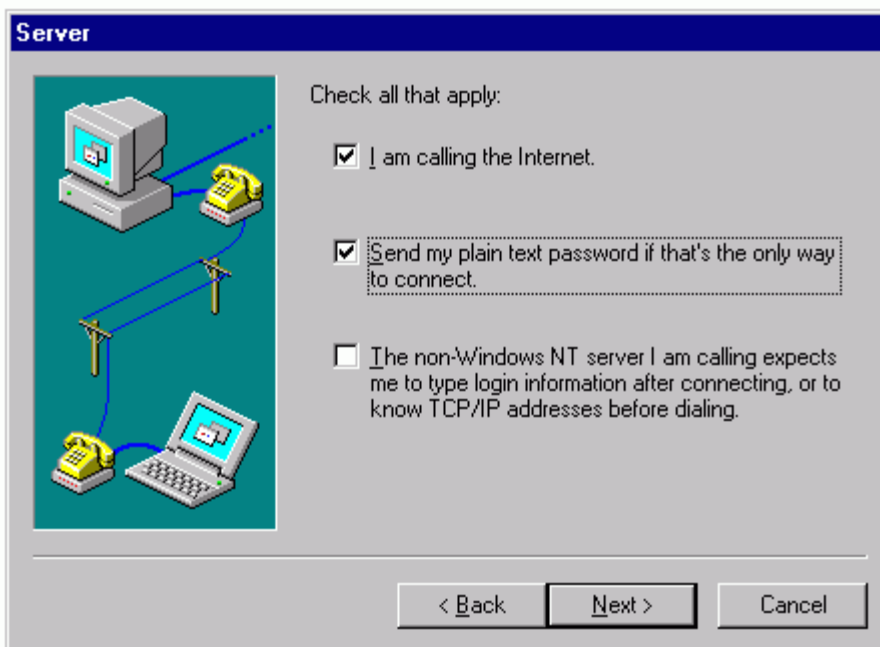 Server
Check all that apply:
I am calling the Internet.
Send my plain text password if that's the only way
to connect.
The non-Windows NT server I am calling expects
me to type login information after connecting, or to
know TCP/IP addresses before dialing.
< Back
Next >
Cancel